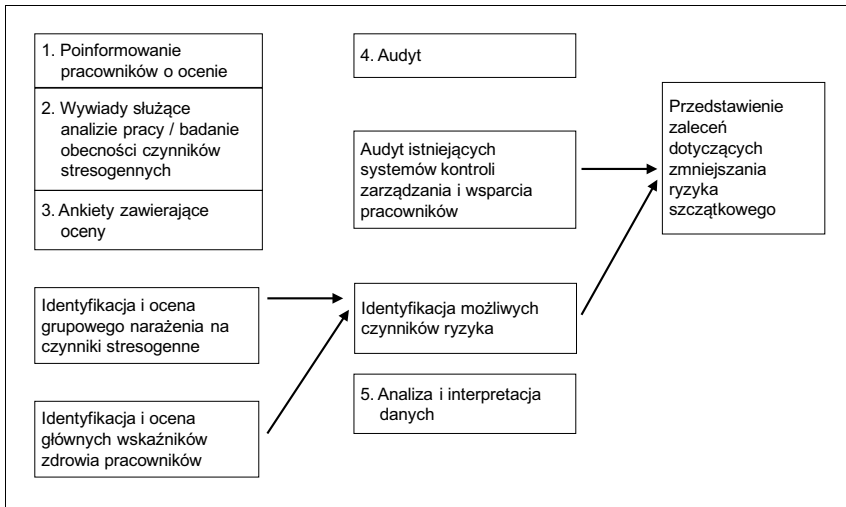 1. Poinformowanie
pracowników o ocenie
2. Wywiady służące
analizie pracy / badanie
obecności czynników
stresogennych
3. Ankiety zawierające
oceny
Identyfikacja i ocena
grupowego narażenia na
czynniki stresogenne
Identyfikacja i ocena
głównych wskaźników
zdrowia pracowników
4. Audyt
Audyt istniejących
systemów kontroli
zarządzania i wsparcia
pracowników
Identyfikacja możliwych
czynników ryzyka
5. Analiza i interpretacja
danych
Przedstawienie
zaleceń
dotyczących
zmniejszania
ryzyka
szczątkowego